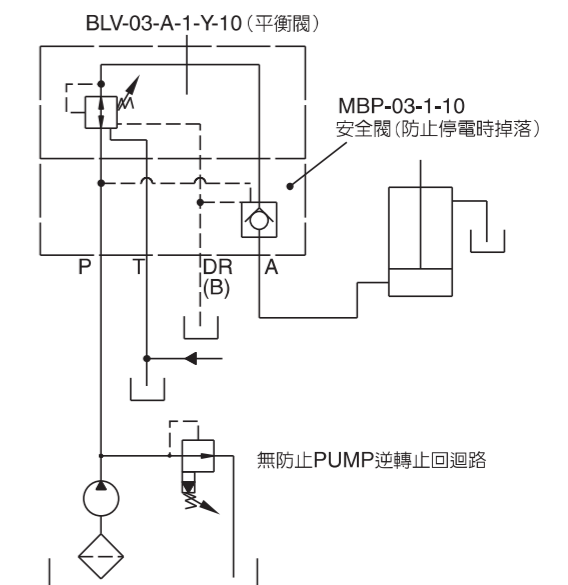 BLV-03-A-1-Y-10（平衡閥）
MBP-03-1-10
安全閥（防止停電時掉落）
P T DR A
(B)
無防止PUMP逆轉止回迴路